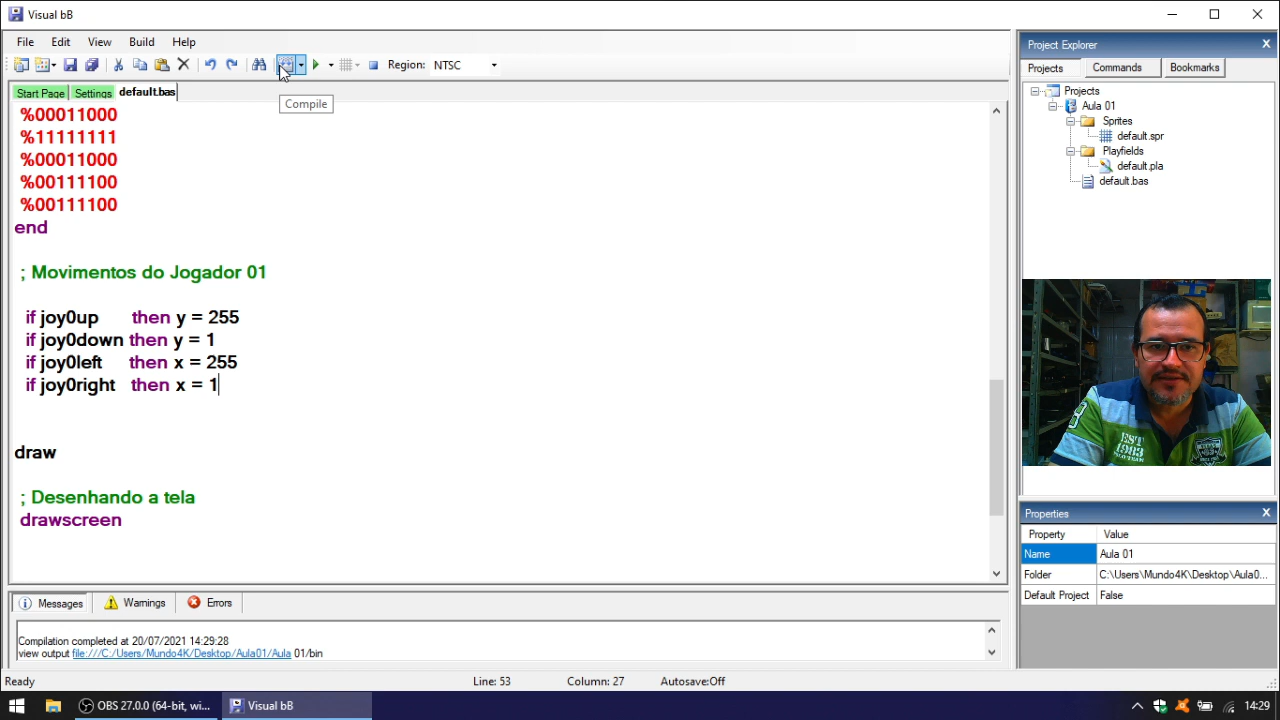 Visual bB
File Edit View Build Help
Region: NTSC
Start Page Settings default.bas
Compile
%00011000
%11111111
%00011000
%00111100
%00111100
end
; Movimentos do Jogador 01
if joy0up then y = 255
if joy0down then y = 1
if joy0left then x = 255
if joy0right then x = 1
draw
; Desenhando a tela
drawscreen
Messages Warnings Errors
Compilation completed at 20/07/2021 14:29:28
view output file:///C:/Users/Mundo4K/Desktop/Aula01/Aula 01/bin
Ready Line: 53 Column: 27 Autosave:Off
Project Explorer
Projects Commands Bookmarks
Projects
Aula 01
Sprites
default.spr
Playfields
default.pla
default.bas
EST
1983
Properties
Property Value
Name Aula 01
Folder C:\Users\Mundo4K\Desktop\Aula0...
Default Project False
OBS 27.0.0 (64-bit, wi...
Visual bB
14:29